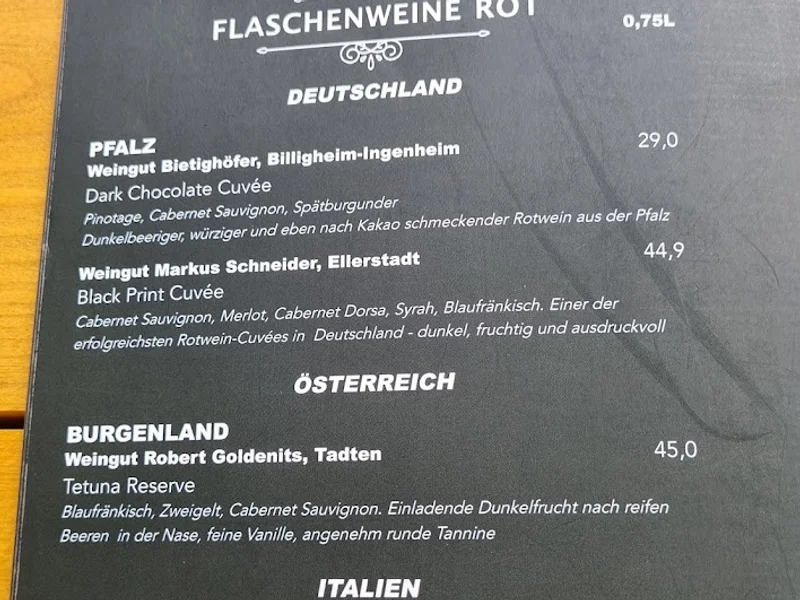 FLASCHENWEINE ROT
0,75L
DEUTSCHLAND
PFALZ
Weingut Bietighöfer, Billigheim-Ingenheim 29,0
Dark Chocolate Cuvée
Pinotage, Cabernet Sauvignon, Spätburgunder
Dunkelbeeriger, würziger und eben nach Kakao schmeckender Rotwein aus der Pfalz
Weingut Markus Schneider, Ellerstadt 44,9
Black Print Cuvée
Cabernet Sauvignon, Merlot, Cabernet Dorsa, Syrah, Blaufränkisch. Einer der
erfolgreichsten Rotwein-Cuvées in Deutschland - dunkel, fruchtig und ausdruckvoll
ÖSTERREICH
BURGENLAND
Weingut Robert Goldenits, Tadten 45,0
Tetuna Reserve
Blaufränkisch, Zweigelt, Cabernet Sauvignon. Einladende Dunkelfrucht nach reifen
Beeren in der Nase, feine Vanille, angenehm runde Tannine
ITALIEN